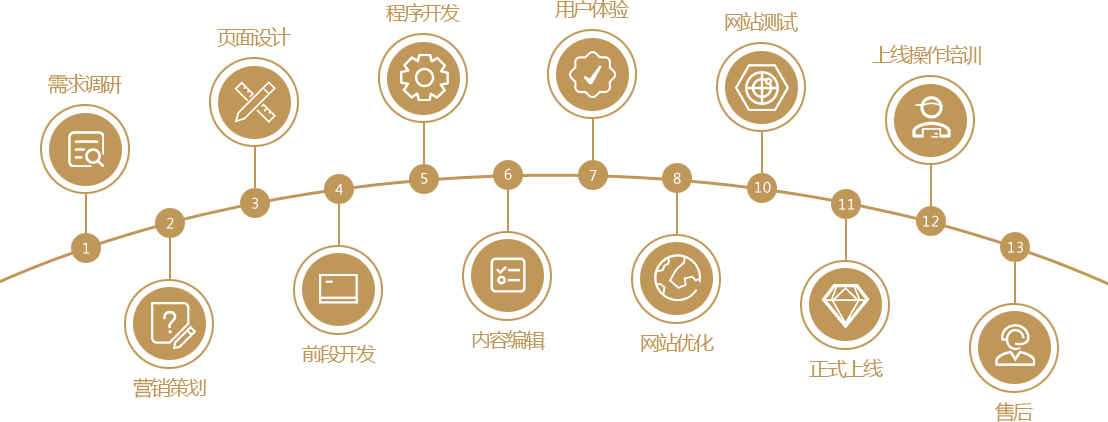 需求调研
1
2
营销策划
页面设计
3
4
前段开发
程序开发
5
6
内容编辑
用户体验
7
8
网站优化
网站测试
10
11
正式上线
上线操作培训
12
13
售后
?